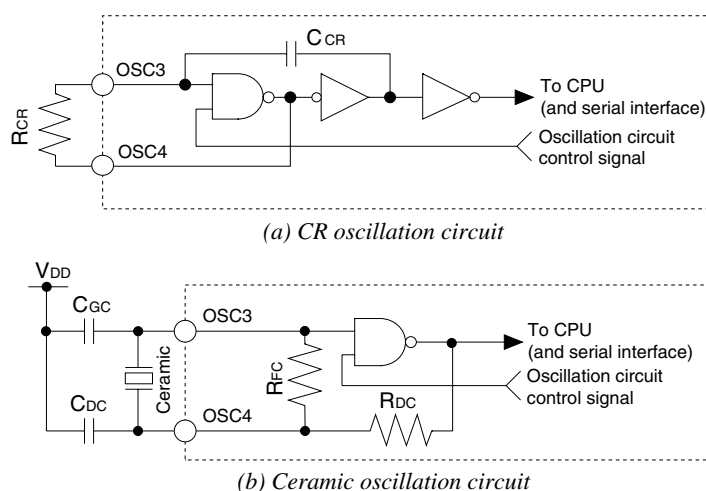 C CR
OSC3
To CPU
(and serial interface)
RCR
Oscillation circuit
control signal
OSC4
(a) CR oscillation circuit
VDD
CGC
OSC3
To CPU
(and serial interface)
Ceramic
RFC
Oscillation circuit
control signal
CDC
OSC4
RDC
(b) Ceramic oscillation circuit